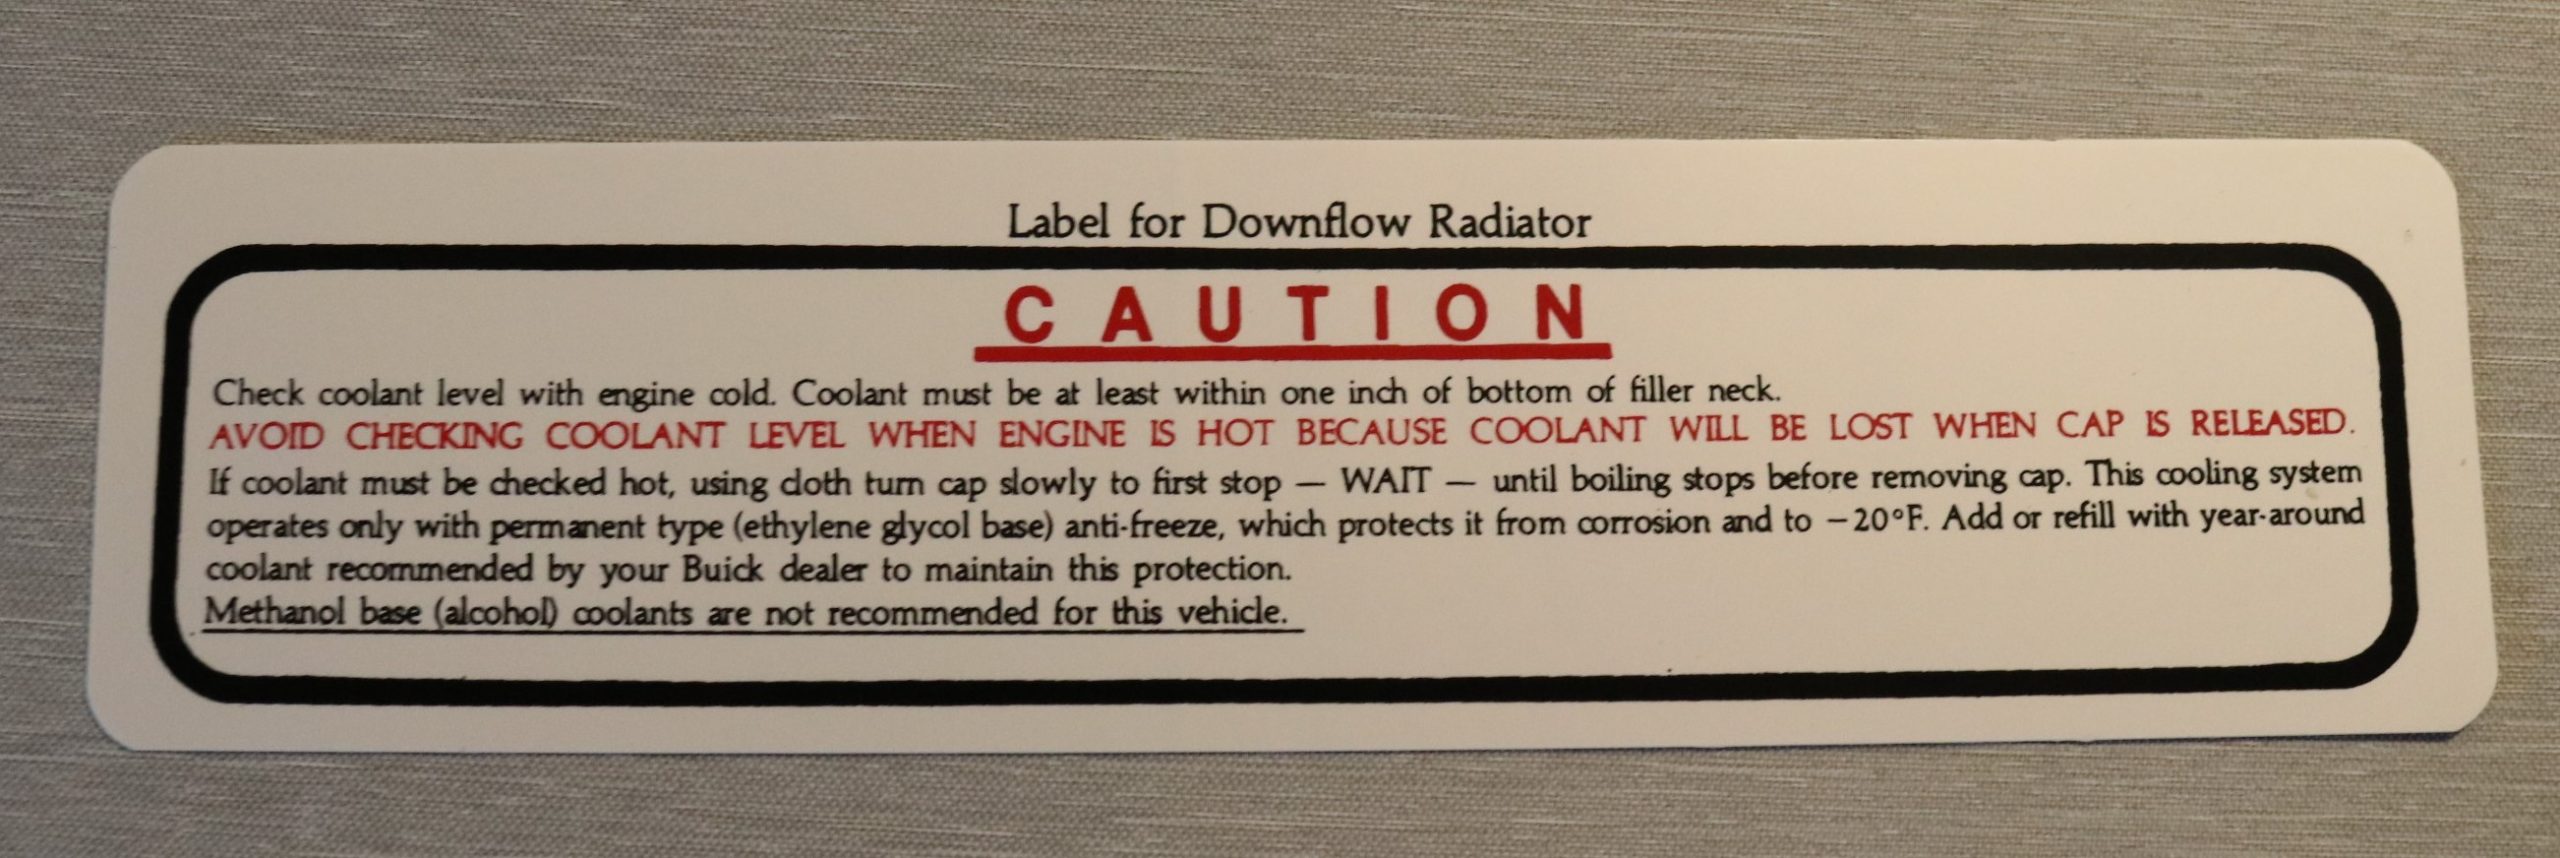 Label for Downflow Radiator
CAUTION
Check coolant level with engine cold. Coolant must be at least within one inch of bottom of filler neck.
AVOID CHECKING COOLANT LEVEL WHEN ENGINE IS HOT BECAUSE COOLANT WILL BE LOST WHEN CAP IS RELEASED.
If coolant must be checked hot, using cloth turn cap slowly to first stop — WAIT — until boiling stops before removing cap. This cooling system
operates only with permanent type (ethylene glycol base) anti-freeze, which protects it from corrosion and to −20°F. Add or refill with year-around
coolant recommended by your Buick dealer to maintain this protection.
Methanol base (alcohol) coolants are not recommended for this vehicle.